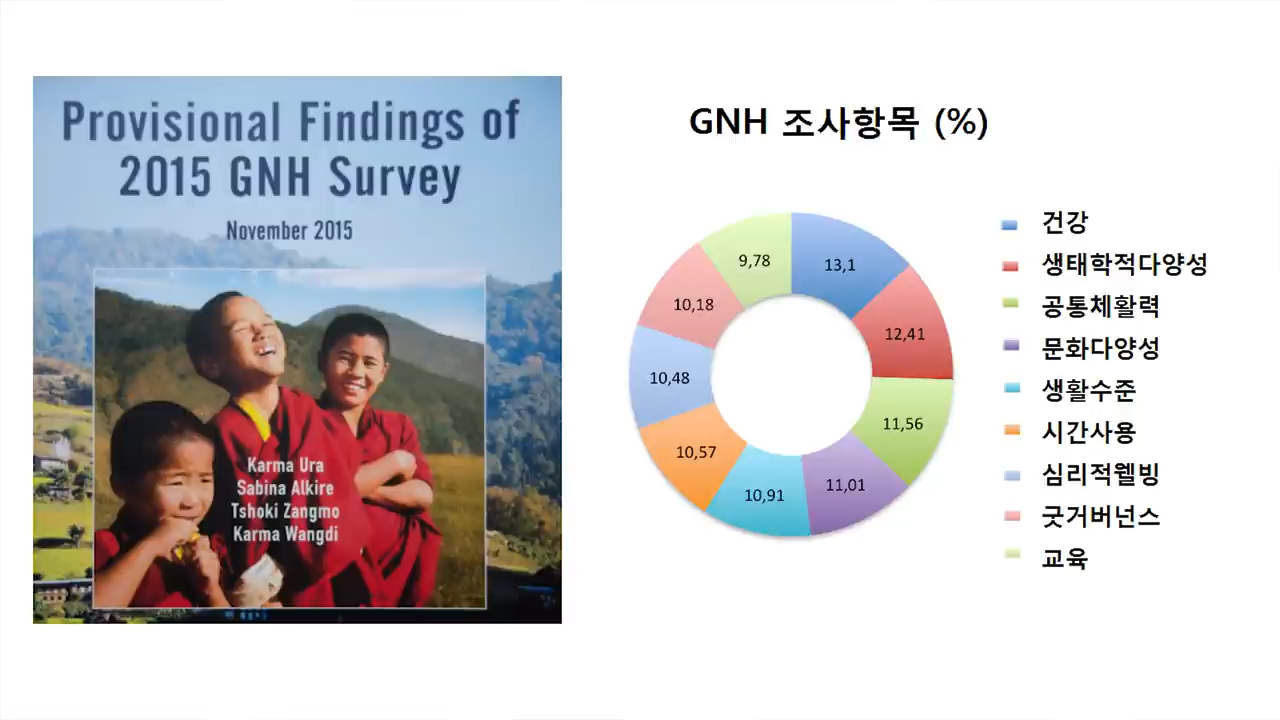 Provisional Findings of
2015 GNH Survey
November 2015
Karma Ura
Sabina Alkire
Tshoki Zangmo
Karma Wangdi
GNH 조사항목 (%)
13,1
12,41
11,56
11,01
10,91
10,57
10,48
10,18
9,78
건강
생태학적다양성
공통체활력
문화다양성
생활수준
시간사용
심리적웰빙
굿거버넌스
교육